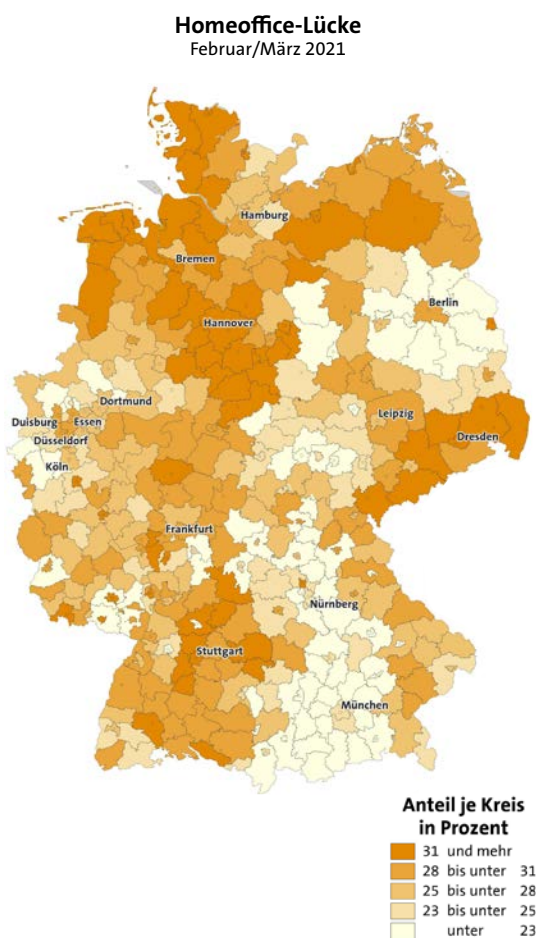 Homeoffice-Lücke
Februar/März 2021
Hamburg
Bremen
Berlin
Hannover
Dortmund
Duisburg
Essen
Leipzig
Düsseldorf
Dresden
Köln
Frankfurt
Nürnberg
Stuttgart
München
Anteil je Kreis
in Prozent
31 und mehr
28 bis unter 31
25 bis unter 28
23 bis unter 25
unter 23